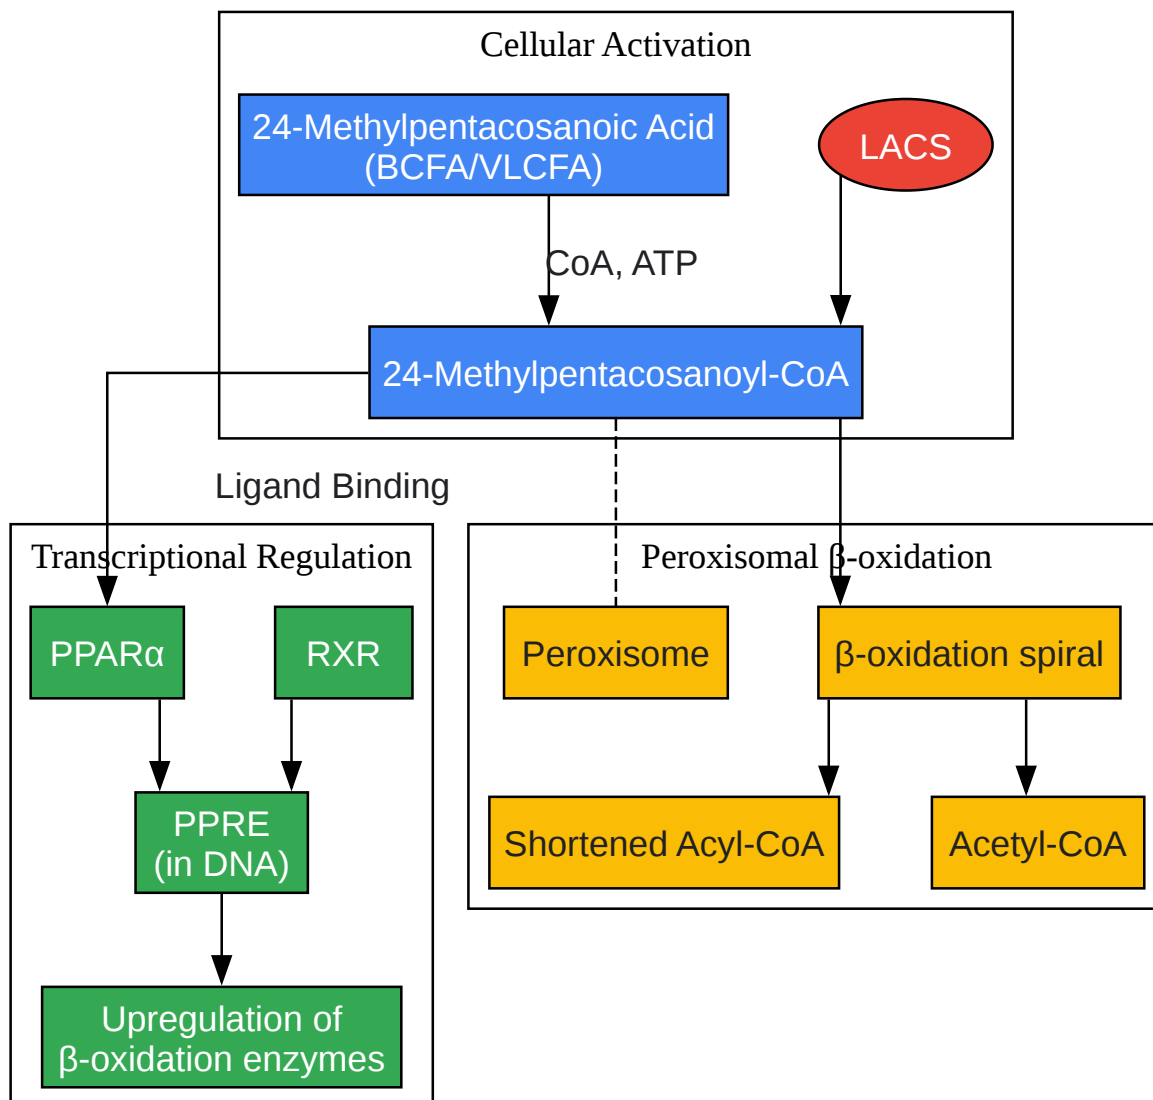 Cellular Activation
24-Methylpentacosanoic Acid
(BCFA/VLCFA)
LACS
CoA, ATP
24-Methylpentacosanoyl-CoA
Ligand Binding
Transcriptional Regulation
Peroxisomal β-oxidation
PPARα
RXR
Peroxisome
β-oxidation spiral
PPRE
(in DNA)
Shortened Acyl-CoA
Acetyl-CoA
Upregulation of
β-oxidation enzymes